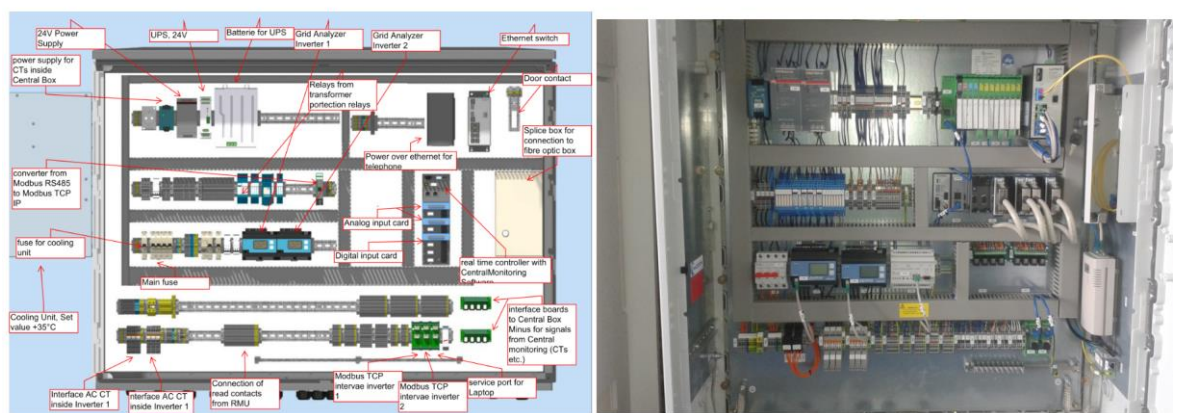 24V Power
Supply
UPS, 24V
Batterie for UPS
Grid Analyzer
Inverter 1
Grid Analyzer
Inverter 2
Ethernet switch
power supply for
CTs inside
Central Box
Door contact
Relays from
transformer
portection relays
Splice box for
connection to
fibre optic box
Power over ethernet for
telephone
converter from
Modbus RS485
to Modbus TCP
IP
Analog input card
fuse for cooling
unit
Digital input card
Main fuse
real time controller with
CentralMonitoring
Software
Cooling Unit, Set
value +35°C
interface boards
to Central Box
Minus for signals
from Central
monitoring (CTs
etc.)
Interface AC CT
inside Inverter 1
nterface AC CT
inside Inverter 1
Connection of
read contacts
from RMU
Modbus TCP
intervae inverter
1
Modbus TCP
intervae inverter
2
service port for
Laptop